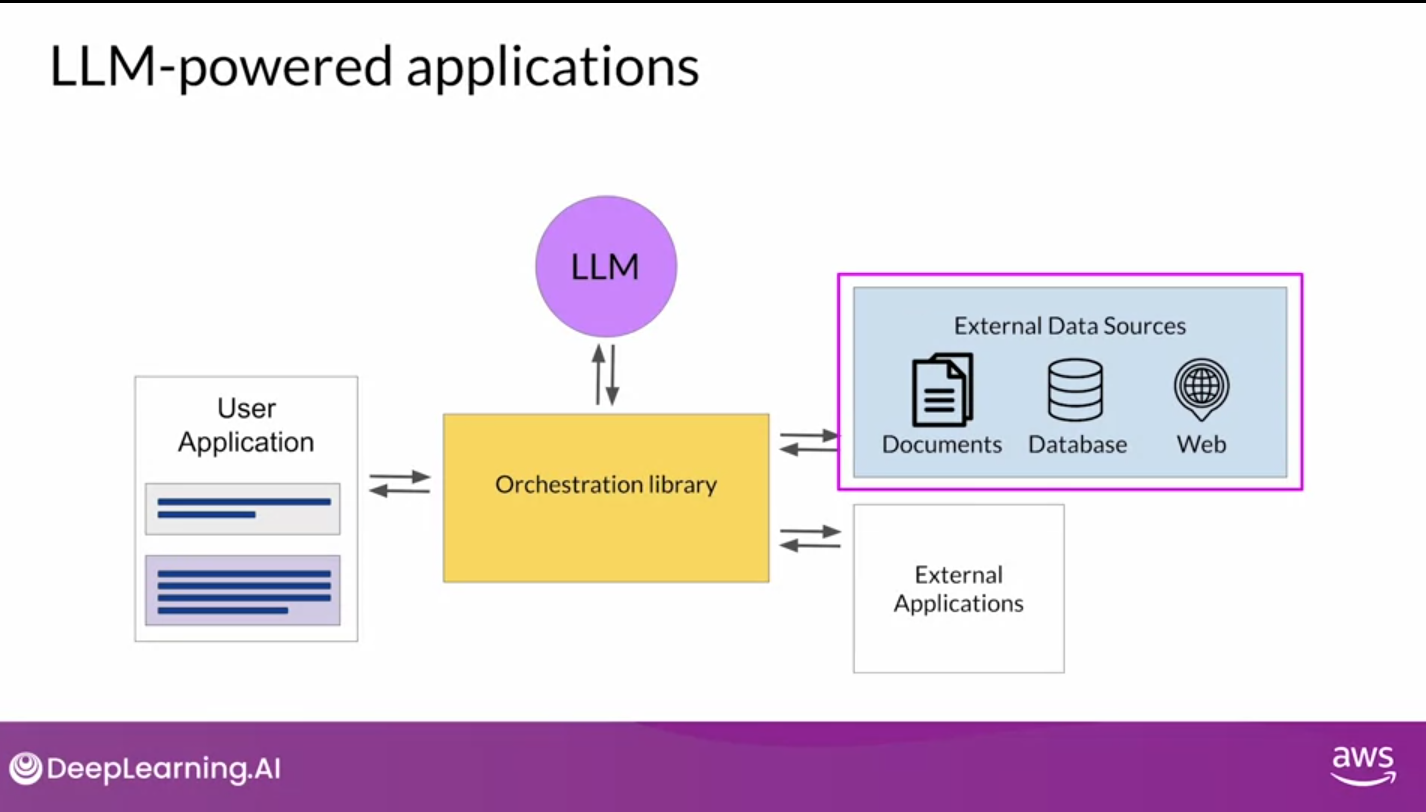 LLM-powered applications
LLM
User
Application
Orchestration library
External Data Sources
Documents
Database
Web
External
Applications
DeepLearning.AI
aws